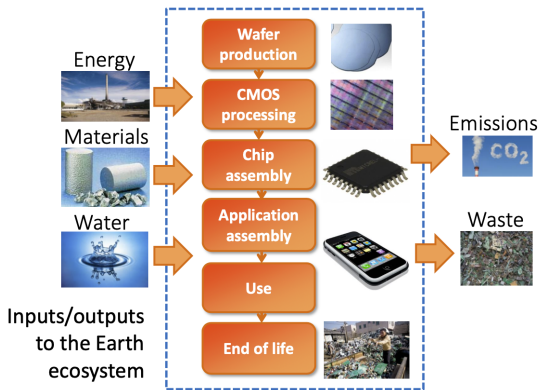 Energy
Materials
Water
Inputs/outputs
to the Earth
ecosystem
Wafer
production
CMOS
processing
Chip
assembly
Application
assembly
Use
End of life
Emissions
CO2
Waste